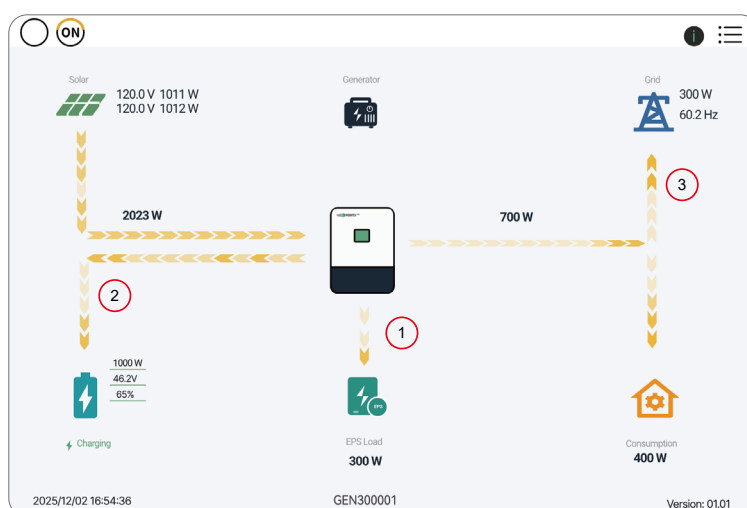 ON
i
Solar
120.0 V 1011 W
120.0 V 1012 W
Generator
Grid
300 W
60.2 Hz
3
2023 W
700 W
2
1
1000 W
46.2V
65%
EPS
Charging
EPS Load
300 W
Consumption
400 W
2025/12/02 16:54:36
GEN300001
Version: 01.01